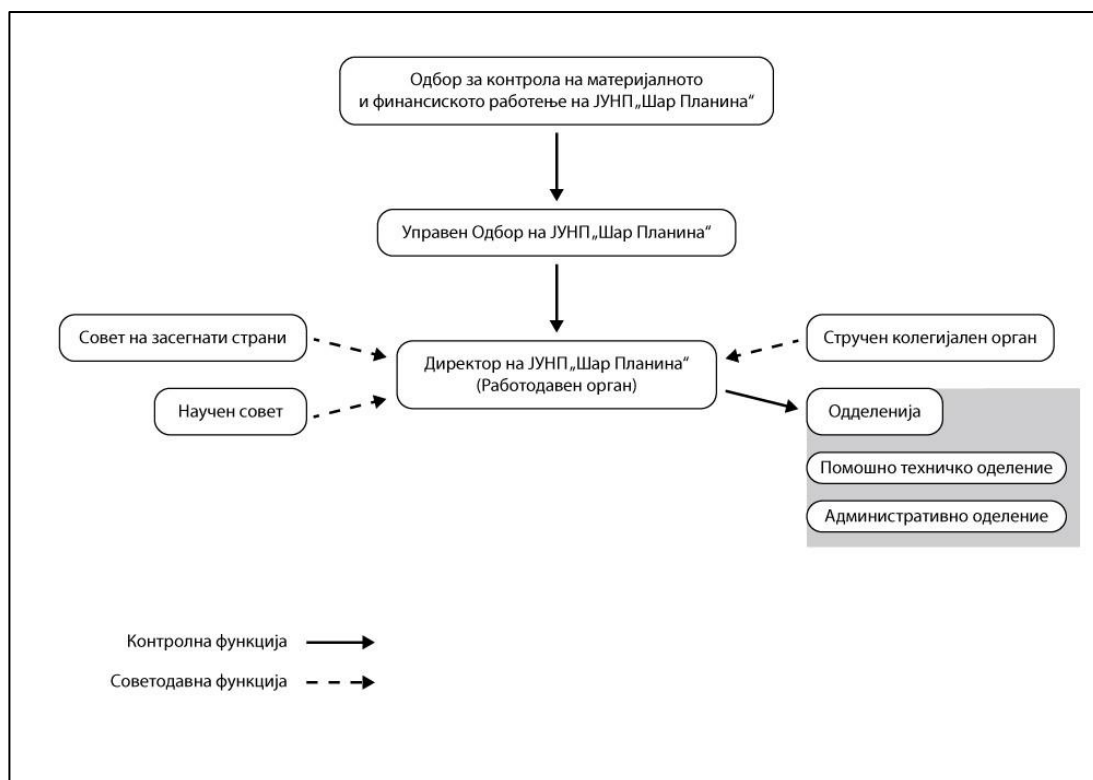 Одбор за контрола на материјалното
и финансиското работење на ЈУНП „Шар Планина“
Управен Одбор на ЈУНП „Шар Планина“
Совет на засегнати страни
Стручен колегијален орган
Директор на ЈУНП „Шар Планина“
(Работодавен орган)
Научен совет
Одделенија
Помошно техничко оделение
Административно оделение
Контролна функција
Советодавна функција